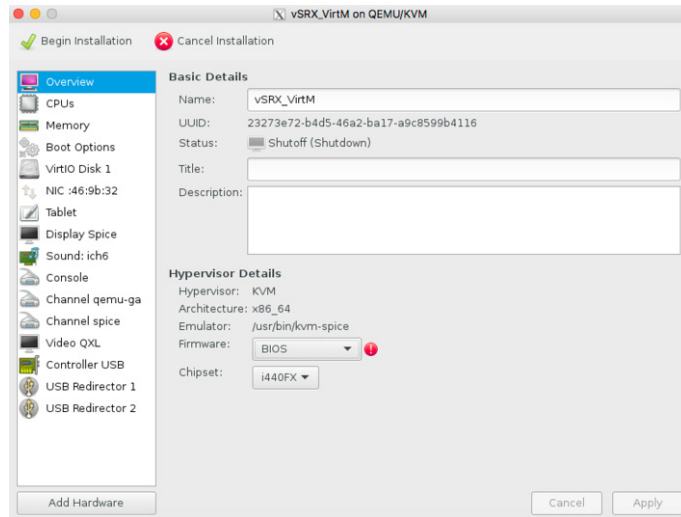 vSRX_VirtM on QEMU/KVM
Begin Installation
Cancel Installation
Overview
CPUs
Memory
Boot Options
VirtIO Disk 1
NIC :46:9b:32
Tablet
Display Spice
Sound: ich6
Console
Channel qemu-ga
Channel spice
Video QXL
Controller USB
USB Redirector 1
USB Redirector 2
Add Hardware
Basic Details
Name: vSRX_VirtM
UUID: 23273e72-b4d5-46a2-ba17-a9c8599b4116
Status: Shutoff (Shutdown)
Title:
Description:
Hypervisor Details
Hypervisor: KVM
Architecture: x86_64
Emulator: /usr/bin/kvm-spice
Firmware: BIOS
Chipset: i440FX
Cancel
Apply